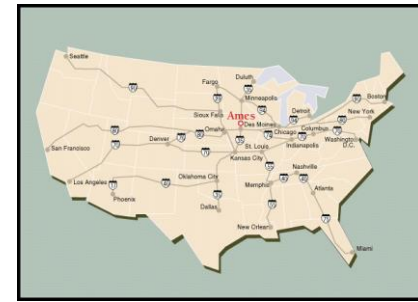 Seattle
Duluth
Fargo
Minneapolis
Boston
Sioux Falls
Ames
Detroit
New York
Des Moines
Omaha
Chicago
Columbus
Denver
Washington
D.C.
San Francisco
St. Louis
Indianapolis
Kansas City
Nashville
Los Angeles
Oklahoma City
Memphis
Atlanta
Phoenix
Dallas
New Orleans
Miami